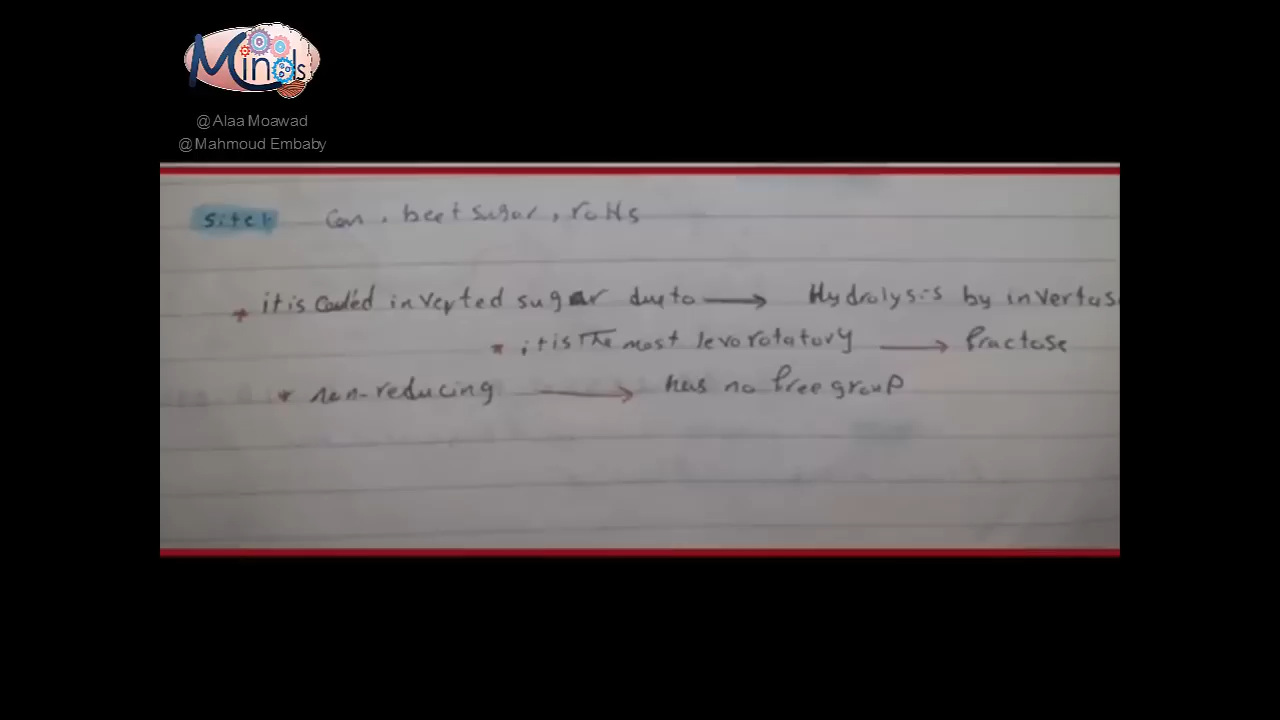 Minds
@Alaa Moawad
@Mahmoud Embaby
site: Can , beet sugar , roots
* it is called inverted sugar due to → Hydrolysis by invertas
* it is The most levorotatory → fructose
* non-reducing → has no free group